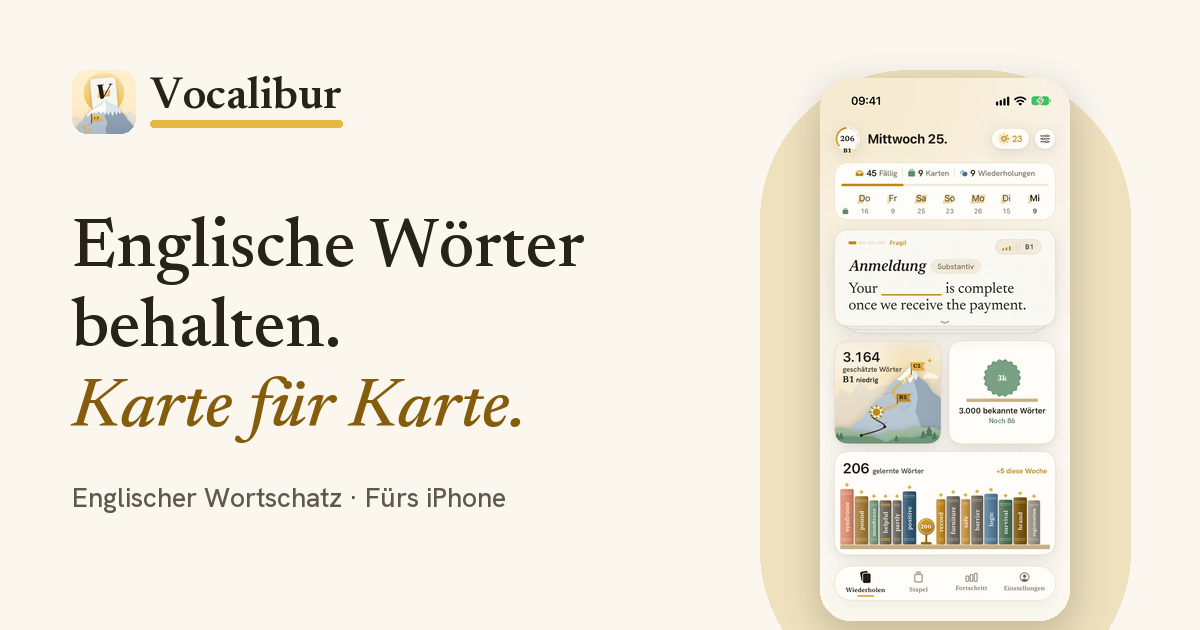 V
Vocalibur
Englische Wörter
behalten.
Karte für Karte.
Englischer Wortschatz · Fürs iPhone
09:41
206
B1
Mittwoch 25.
23
45 Fällig
9 Karten
9 Wiederholungen
Do Fr Sa So Mo Di Mi
16 9 25 23 26 15 9
Fragil
B1
Anmeldung Substantiv
Your ________ is complete
once we receive the payment.
3.164
geschätzte Wörter
B1 niedrig
C2
B2
3k
3.000 bekannte Wörter
Noch 86
206 gelernte Wörter
+5 diese Woche
syndrome
pound
membrane
helpful
partly
positive
200
record
furniture
safe
barrier
logic
survival
brand
Wiederholen
Stapel
Fortschritt
Einstellungen